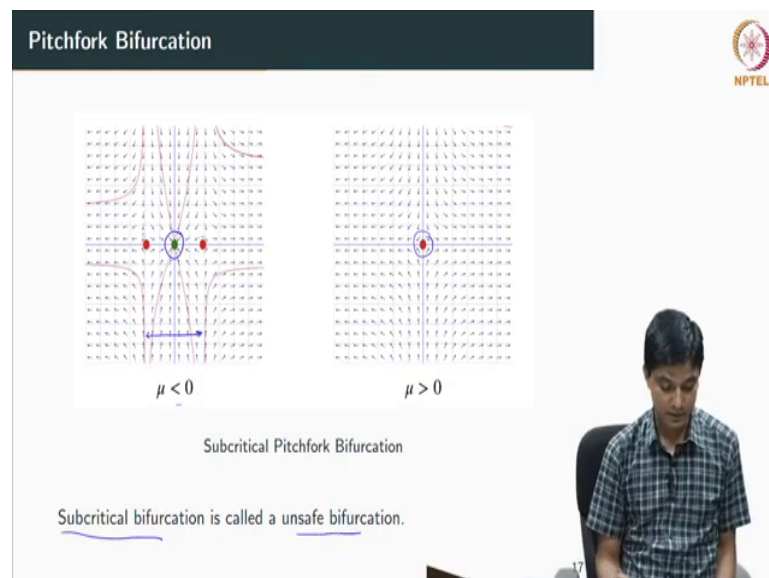 Pitchfork Bifurcation
NPTEL
μ < 0
μ > 0
Subcritical Pitchfork Bifurcation
Subcritical bifurcation is called a unsafe bifurcation.
17